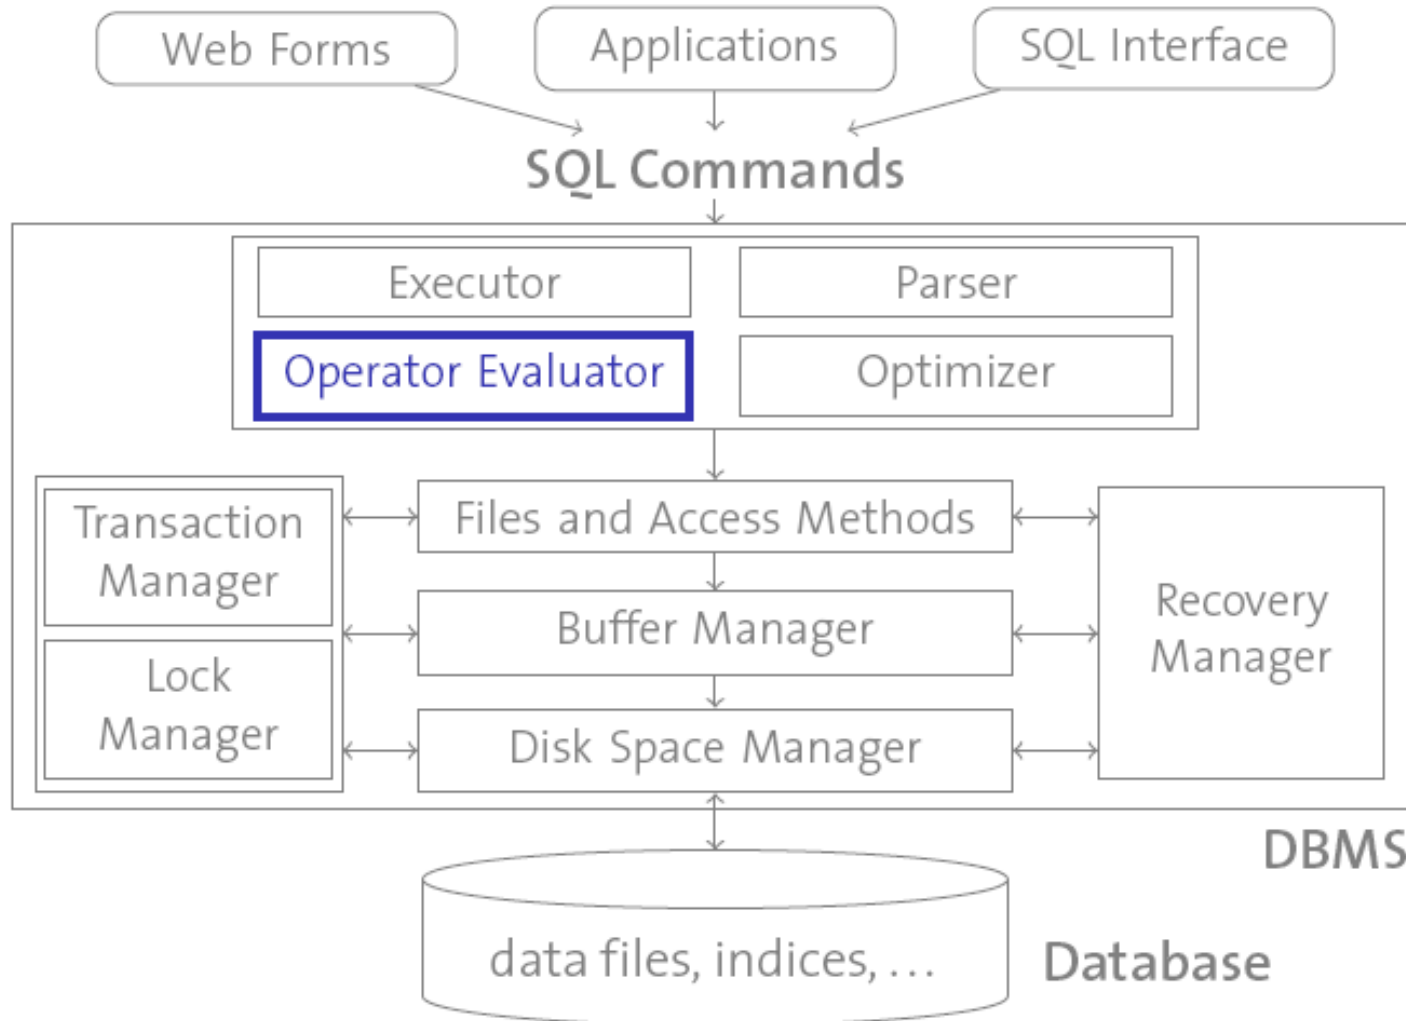 Web Forms
Applications
SQL Interface
SQL Commands
Executor
Parser
Operator Evaluator
Optimizer
Transaction
Manager
Lock
Manager
Files and Access Methods
Buffer Manager
Disk Space Manager
Recovery
Manager
DBMS
data files, indices, …
Database